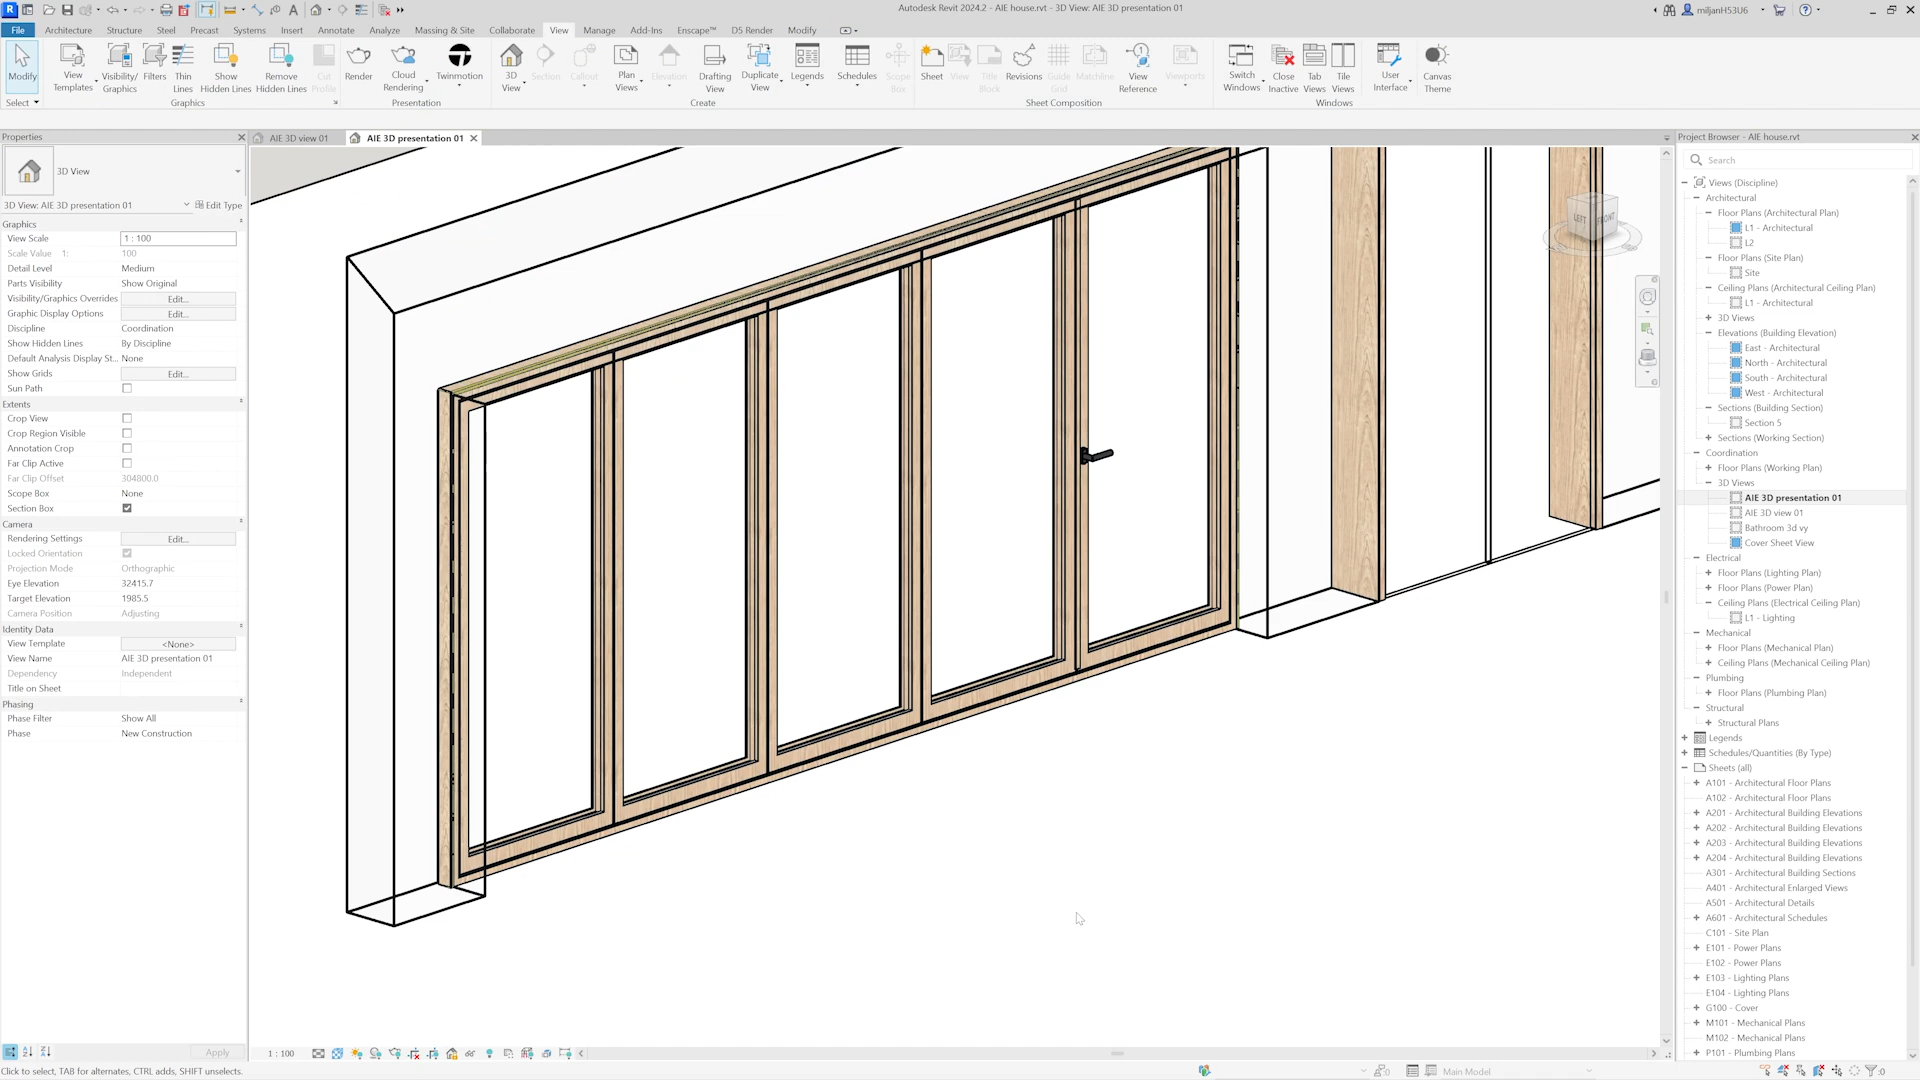 Autodesk Revit 2024.2 - AIE house.rvt - 3D View: AIE 3D presentation 01
miljanH53U6
File
Architecture
Structure
Steel
Precast
Systems
Insert
Annotate
Analyze
Massing & Site
Collaborate
View
Manage
Add-Ins
Enscape™
D5 Render
Modify
Modify
View Templates
Visibility/ Graphics
Filters
Thin Lines
Show Hidden Lines
Remove Hidden Lines
Cut Profile
Render
Cloud Rendering
Twinmotion
3D View
Section
Callout
Plan Views
Elevation
Drafting View
Duplicate View
Legends
Schedules
Scope Box
Sheet
View
Title Block
Revisions
Guide Grid
Matchline
View Reference
Viewports
Switch Windows
Close Inactive
Tab Views
Tile Views
User Interface
Canvas Theme
Select
Graphics
Presentation
Create
Sheet Composition
Windows
Properties
3D View
3D View: AIE 3D presentation 01
Edit Type
Graphics
View Scale 1 : 100
Scale Value 1: 100
Detail Level Medium
Parts Visibility Show Original
Visibility/Graphics Overrides Edit...
Graphic Display Options Edit...
Discipline Coordination
Show Hidden Lines By Discipline
Default Analysis Display St... None
Show Grids Edit...
Sun Path
Extents
Crop View
Crop Region Visible
Annotation Crop
Far Clip Active
Far Clip Offset 304800.0
Scope Box None
Section Box
Camera
Rendering Settings Edit...
Locked Orientation
Projection Mode Orthographic
Eye Elevation 32415.7
Target Elevation 1985.5
Camera Position Adjusting
Identity Data
View Template <None>
View Name AIE 3D presentation 01
Dependency Independent
Title on Sheet
Phasing
Phase Filter Show All
Phase New Construction
Apply
AIE 3D view 01
AIE 3D presentation 01
LEFT
FRONT
1 : 100
Project Browser - AIE house.rvt
Search
Views (Discipline)
Architectural
Floor Plans (Architectural Plan)
L1 - Architectural
L2
Floor Plans (Site Plan)
Site
Ceiling Plans (Architectural Ceiling Plan)
L1 - Architectural
3D Views
Elevations (Building Elevation)
East - Architectural
North - Architectural
South - Architectural
West - Architectural
Sections (Building Section)
Section 5
Sections (Working Section)
Coordination
Floor Plans (Working Plan)
3D Views
AIE 3D presentation 01
AIE 3D view 01
Bathroom 3d vy
Cover Sheet View
Electrical
Floor Plans (Lighting Plan)
Floor Plans (Power Plan)
Ceiling Plans (Electrical Ceiling Plan)
L1 - Lighting
Mechanical
Floor Plans (Mechanical Plan)
Ceiling Plans (Mechanical Ceiling Plan)
Plumbing
Floor Plans (Plumbing Plan)
Structural
Structural Plans
Legends
Schedules/Quantities (By Type)
Sheets (all)
A101 - Architectural Floor Plans
A102 - Architectural Floor Plans
A201 - Architectural Building Elevations
A202 - Architectural Building Elevations
A203 - Architectural Building Elevations
A204 - Architectural Building Elevations
A301 - Architectural Building Sections
A401 - Architectural Enlarged Views
A501 - Architectural Details
A601 - Architectural Schedules
C101 - Site Plan
E101 - Power Plans
E102 - Power Plans
E103 - Lighting Plans
E104 - Lighting Plans
G100 - Cover
M101 - Mechanical Plans
M102 - Mechanical Plans
P101 - Plumbing Plans
Click to select, TAB for alternates, CTRL adds, SHIFT unselects.
:0
Main Model
:0